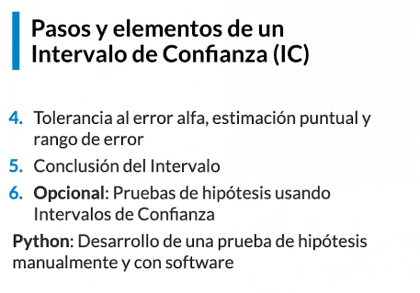 Pasos y elementos de un
Intervalo de Confianza (IC)
4. Tolerancia al error alfa, estimación puntual y
rango de error
5. Conclusión del Intervalo
6. Opcional: Pruebas de hipótesis usando
Intervalos de Confianza
Python: Desarrollo de una prueba de hipótesis
manualmente y con software